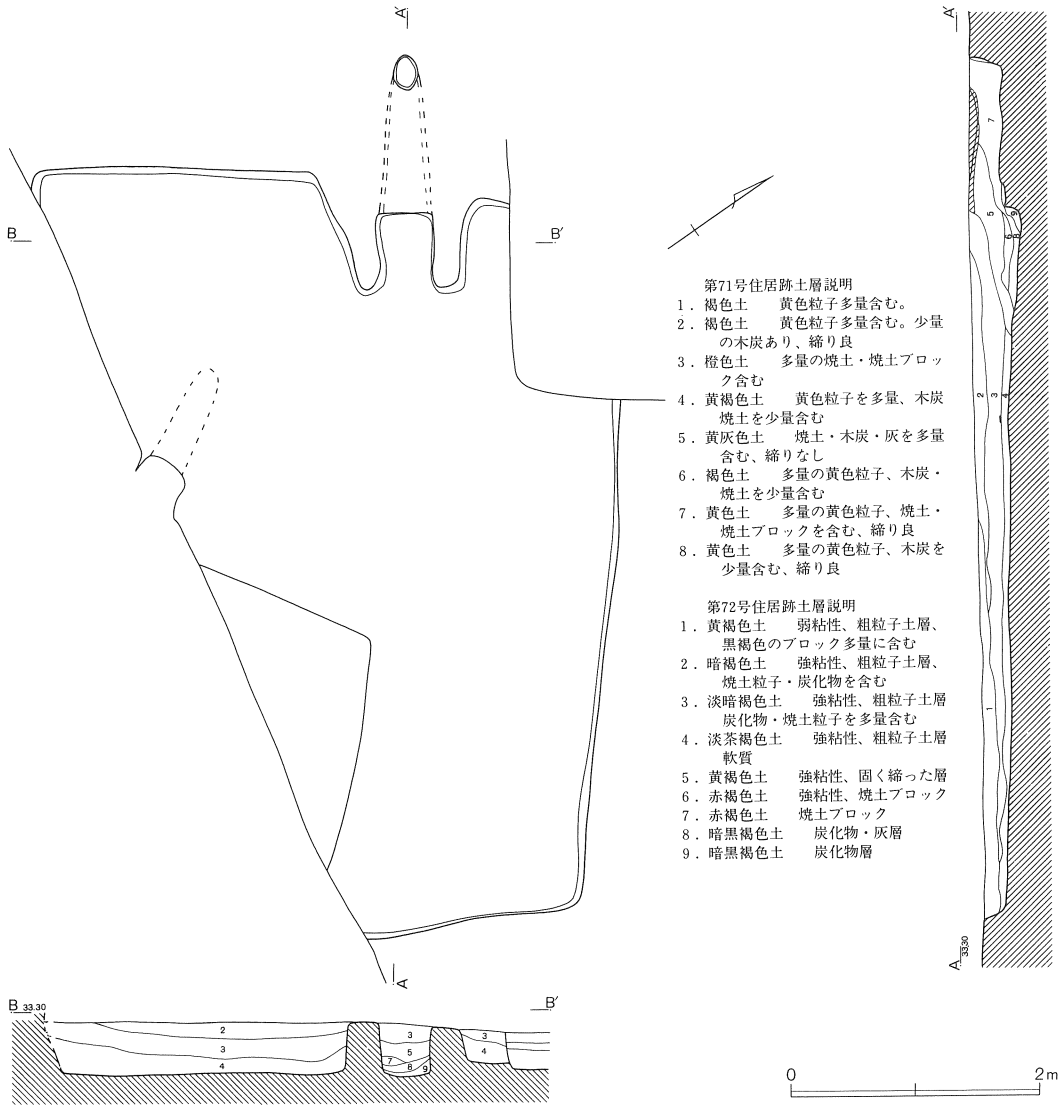 A′
A′
B
B′
第71号住居跡土層説明
1．褐色土　黄色粒子多量含む。
2．褐色土　黄色粒子多量含む。少量
の木炭あり、締り良
3．橙色土　多量の焼土・焼土ブロッ
ク含む
4．黄褐色土　黄色粒子を多量、木炭
焼土を少量含む
5．黄灰色土　焼土・木炭・灰を多量
含む、締りなし
6．褐色土　多量の黄色粒子、木炭・
焼土を少量含む
7．黄色土　多量の黄色粒子、焼土・
焼土ブロックを含む、締り良
8．黄色土　多量の黄色粒子、木炭を
少量含む、締り良
第72号住居跡土層説明
1．黄褐色土　弱粘性、粗粒子土層、
黒褐色のブロック多量に含む
2．暗褐色土　強粘性、粗粒子土層、
焼土粒子・炭化物を含む
3．淡暗褐色土　強粘性、粗粒子土層
炭化物・焼土粒子を多量含む
4．淡茶褐色土　強粘性、粗粒子土層
軟質
5．黄褐色土　強粘性、固く締った層
6．赤褐色土　強粘性、焼土ブロック
7．赤褐色土　焼土ブロック
8．暗黒褐色土　炭化物・灰層
9．暗黒褐色土　炭化物層
7
5
9
6
8
2
3
4
1
A
33.30
A
B 33.30
B′
2
3
4
3
5
7
8
9
3
4
0
2m